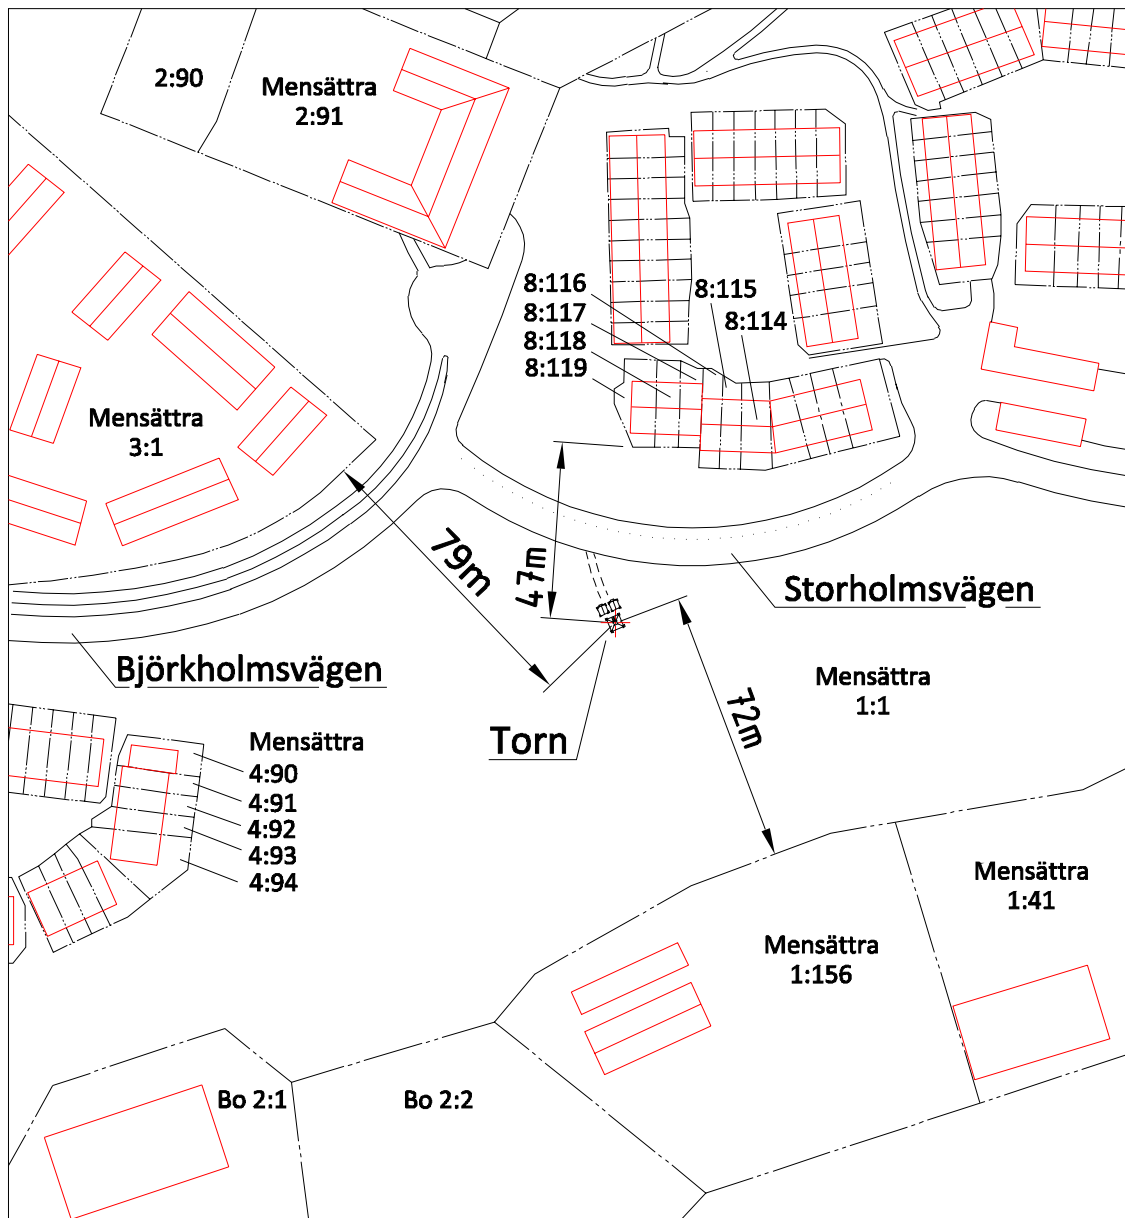 2:90
Mensättra
2:91
8:116
8:115
8:117
8:114
8:118
8:119
Mensättra
3:1
79m
47m
Storholmsvägen
Björkholmsvägen
Mensättra
1:1
72m
Torn
Mensättra
4:90
4:91
4:92
4:93
4:94
Mensättra
1:41
Mensättra
1:156
Bo 2:1
Bo 2:2